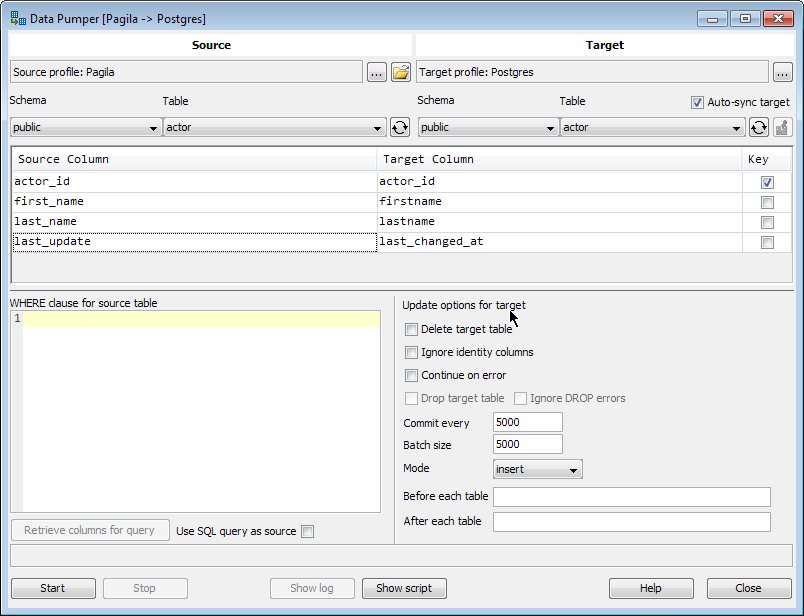 Data Pumper [Pagila -> Postgres]
Source Target
Source profile: Pagila ... Target profile: Postgres ...
Schema Table Schema Table Auto-sync target
public actor public actor
Source Column Target Column Key
actor_id actor_id
first_name firstname
last_name lastname
last_update last_changed_at
WHERE clause for source table
1
Retrieve columns for query Use SQL query as source
Update options for target
Delete target table
Ignore identity columns
Continue on error
Drop target table Ignore DROP errors
Commit every 5000
Batch size 5000
Mode insert
Before each table
After each table
Start Stop Show log Show script Help Close